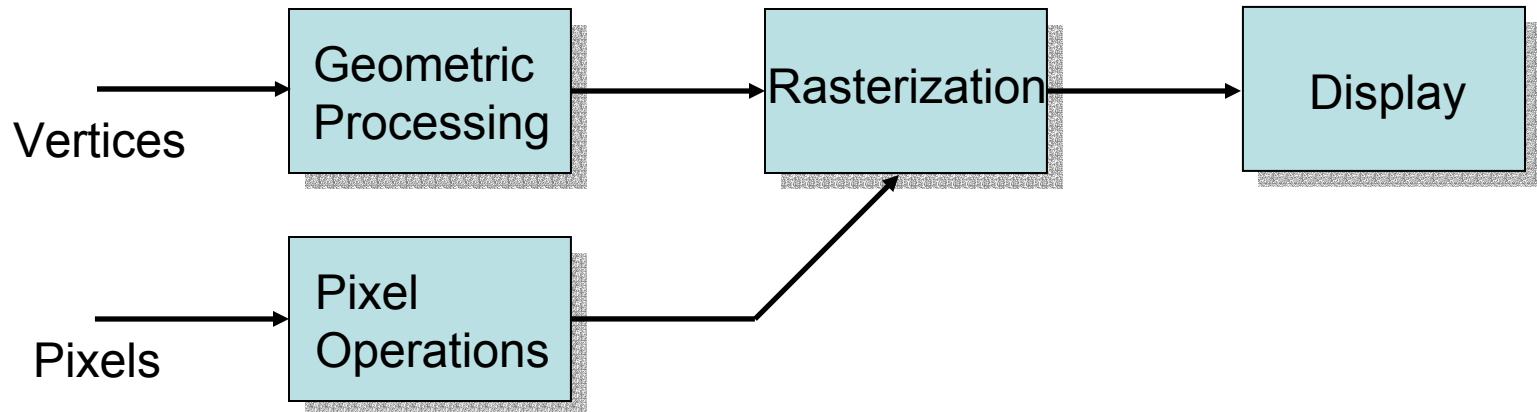 Vertices
Geometric
Processing
Rasterization
Display
Pixels
Pixel
Operations